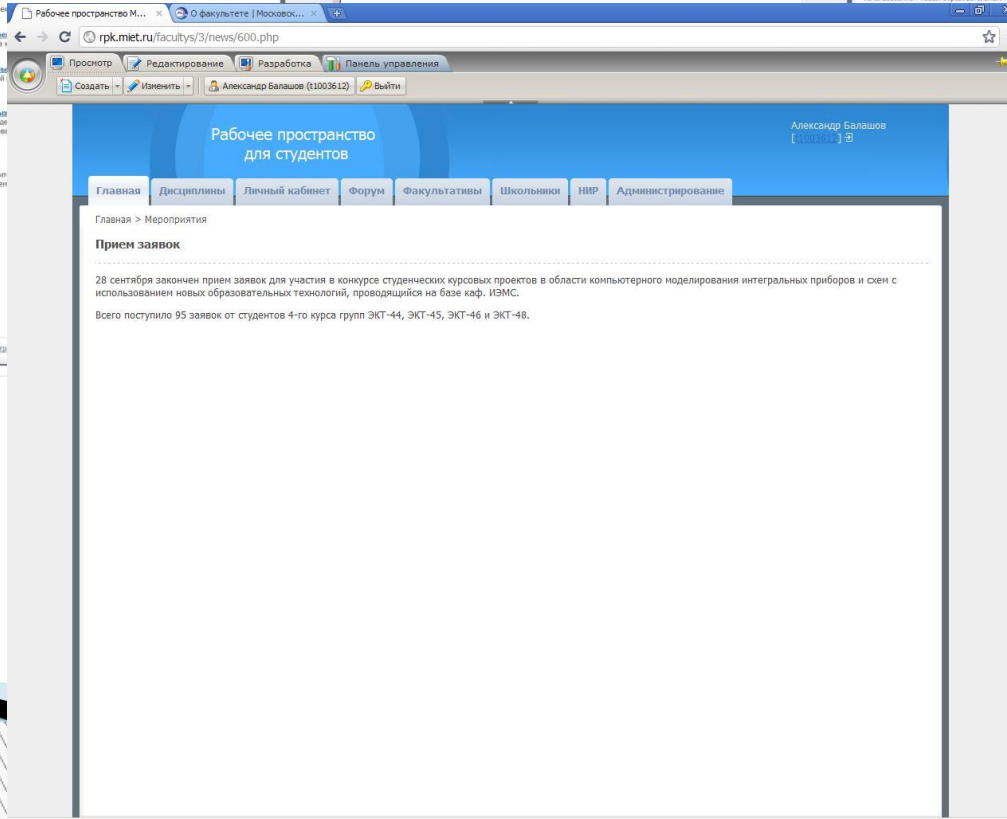 Рабочее пространство М...
О факультете | Московск...
rpk.miet.ru/facultys/3/news/600.php
Просмотр Редактирование Разработка Панель управления
Создать Изменить Александр Балашов (t1003612) Выйти
Рабочее пространство
для студентов
Александр Балашов
[t1003612]
Главная Дисциплины Личный кабинет Форум Факультативы Школьники НИР Администрирование
Главная > Мероприятия
Прием заявок
28 сентября закончен прием заявок для участия в конкурсе студенческих курсовых проектов в области компьютерного моделирования интегральных приборов и схем с
использованием новых образовательных технологий, проводящийся на базе каф. ИЭМС.
Всего поступило 95 заявок от студентов 4-го курса групп ЭКТ-44, ЭКТ-45, ЭКТ-46 и ЭКТ-48.